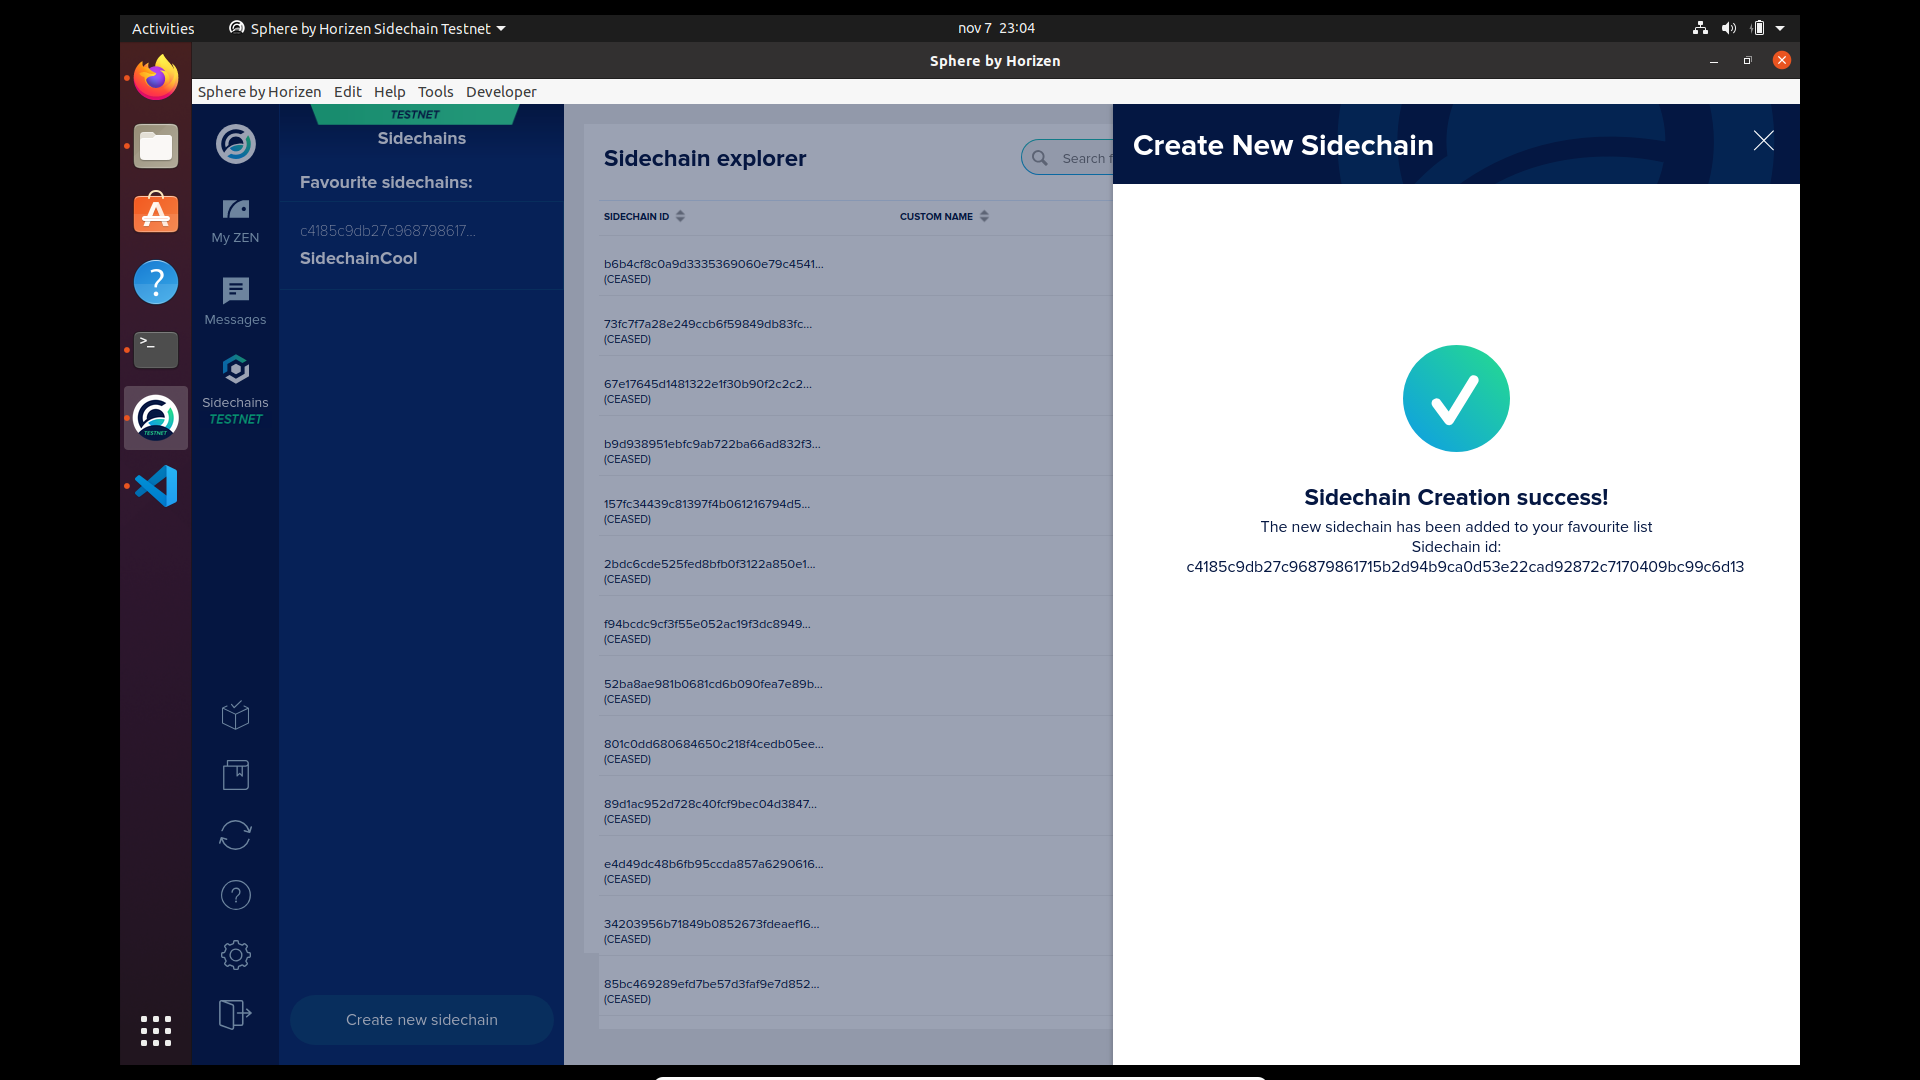 Activities
Sphere by Horizen Sidechain Testnet
nov 7 23:04
Sphere by Horizen
Sphere by Horizen Edit Help Tools Developer
TESTNET
Sidechains
Favourite sidechains:
c4185c9db27c968798617...
SidechainCool
My ZEN
Messages
Sidechains
TESTNET
>_
TESTNET
Create new sidechain
Sidechain explorer
Search f
SIDECHAIN ID
CUSTOM NAME
b6b4cf8c0a9d3335369060e79c4541...
(CEASED)
73fc7f7a28e249ccb6f59849db83fc...
(CEASED)
67e17645d1481322e1f30b90f2c2c2...
(CEASED)
b9d938951ebfc9ab722ba66ad832f3...
(CEASED)
157fc34439c81397f4b061216794d5...
(CEASED)
2bdc6cde525fed8bfb0f3122a850e1...
(CEASED)
f94bcdc9cf3f55e052ac19f3dc8949...
(CEASED)
52ba8ae981b0681cd6b090fea7e89b...
(CEASED)
801c0dd680684650c218f4cedb05ee...
(CEASED)
89d1ac952d728c40fcf9bec04d3847...
(CEASED)
e4d49dc48b6fb95ccda857a6290616...
(CEASED)
34203956b71849b0852673fdeaef16...
(CEASED)
85bc469289efd7be57d3faf9e7d852...
(CEASED)
Create New Sidechain
Sidechain Creation success!
The new sidechain has been added to your favourite list
Sidechain id:
c4185c9db27c96879861715b2d94b9ca0d53e22cad92872c7170409bc99c6d13